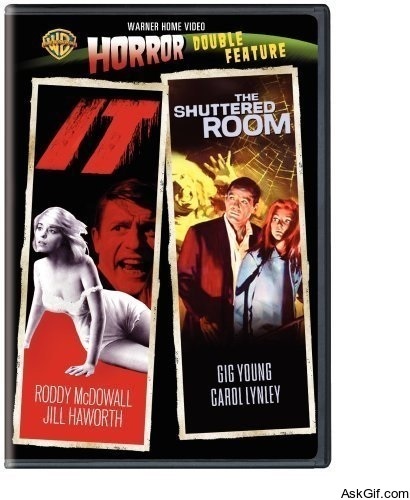 WARNER HOME VIDEO
WB
HORROR DOUBLE FEATURE
IT
THE
SHUTTERED
ROOM
RODDY McDOWALL
JILL HAWORTH
GIG YOUNG
CAROL LYNLEY
AskGif.com